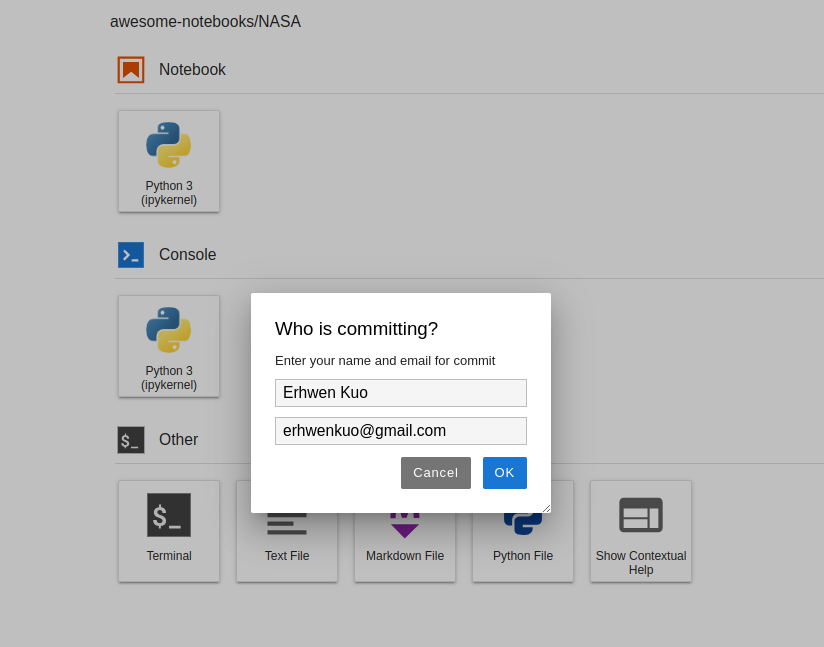 awesome-notebooks/NASA
Notebook
Python 3
(ipykernel)
Console
Python 3
(ipykernel)
Who is committing?
Enter your name and email for commit
Erhwen Kuo
erhwenkuo@gmail.com
Cancel OK
$_ Other
$_
Terminal
Text File
Markdown File
Python File
Show Contextual
Help